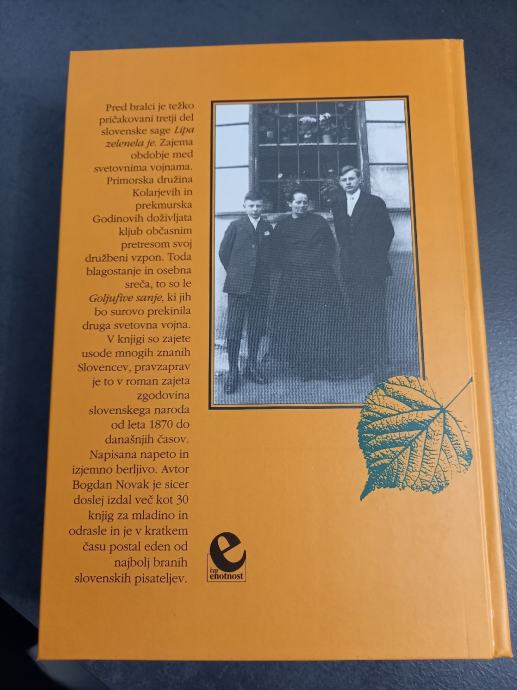 Pred bralci je težko
pričakovani tretji del
slovenske sage Lipa
zelenela je. Zajema
obdobje med
svetovnima vojnama.
Primorska družina
Kolarjevih in
prekmurska
Godinovih doživljata
kljub občasnim
pretresom svoj
družbeni vzpon. Toda
blagostanje in osebna
sreča, to so le
Goljufive sanje, ki jih
bo surovo prekinila
druga svetovna vojna.
V knjigi so zajete
usode mnogih znanih
Slovencev, pravzaprav
je to v roman zajeta
zgodovina
slovenskega naroda
od leta 1870 do
današnjih časov.
Napisana napeto in
izjemno berljivo. Avtor
Bogdan Novak je sicer
doslej izdal več kot 30
knjig za mladino in
odrasle in je v kratkem
času postal eden od
najbolj branih
slovenskih pisateljev.
e
čzp
enotnost